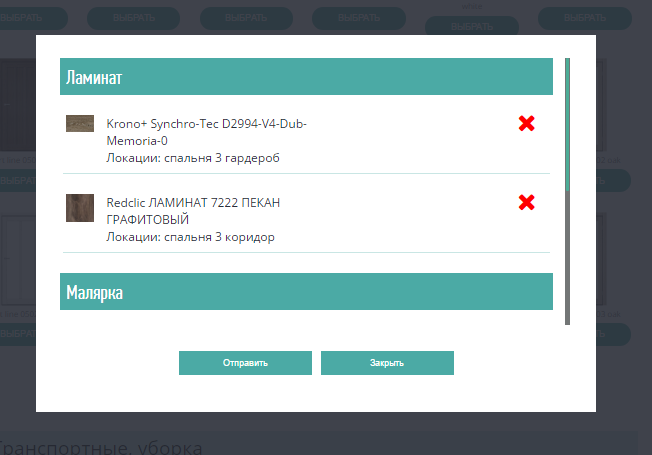 ВЫБРАТЬ
ВЫБРАТЬ
ВЫБРАТЬ
ВЫБРАТЬ
ВЫБРАТЬ
ВЫБРАТЬ
Ламинат
Krono+ Synchro-Tec D2994-V4-Dub-
Memoria-0
Локации: спальня 3 гардероб
Redclic ЛАМИНАТ 7222 ПЕКАН
ГРАФИТОВЫЙ
Локации: спальня 3 коридор
Малярка
Отправить
Закрыть
Транспортные, уборка